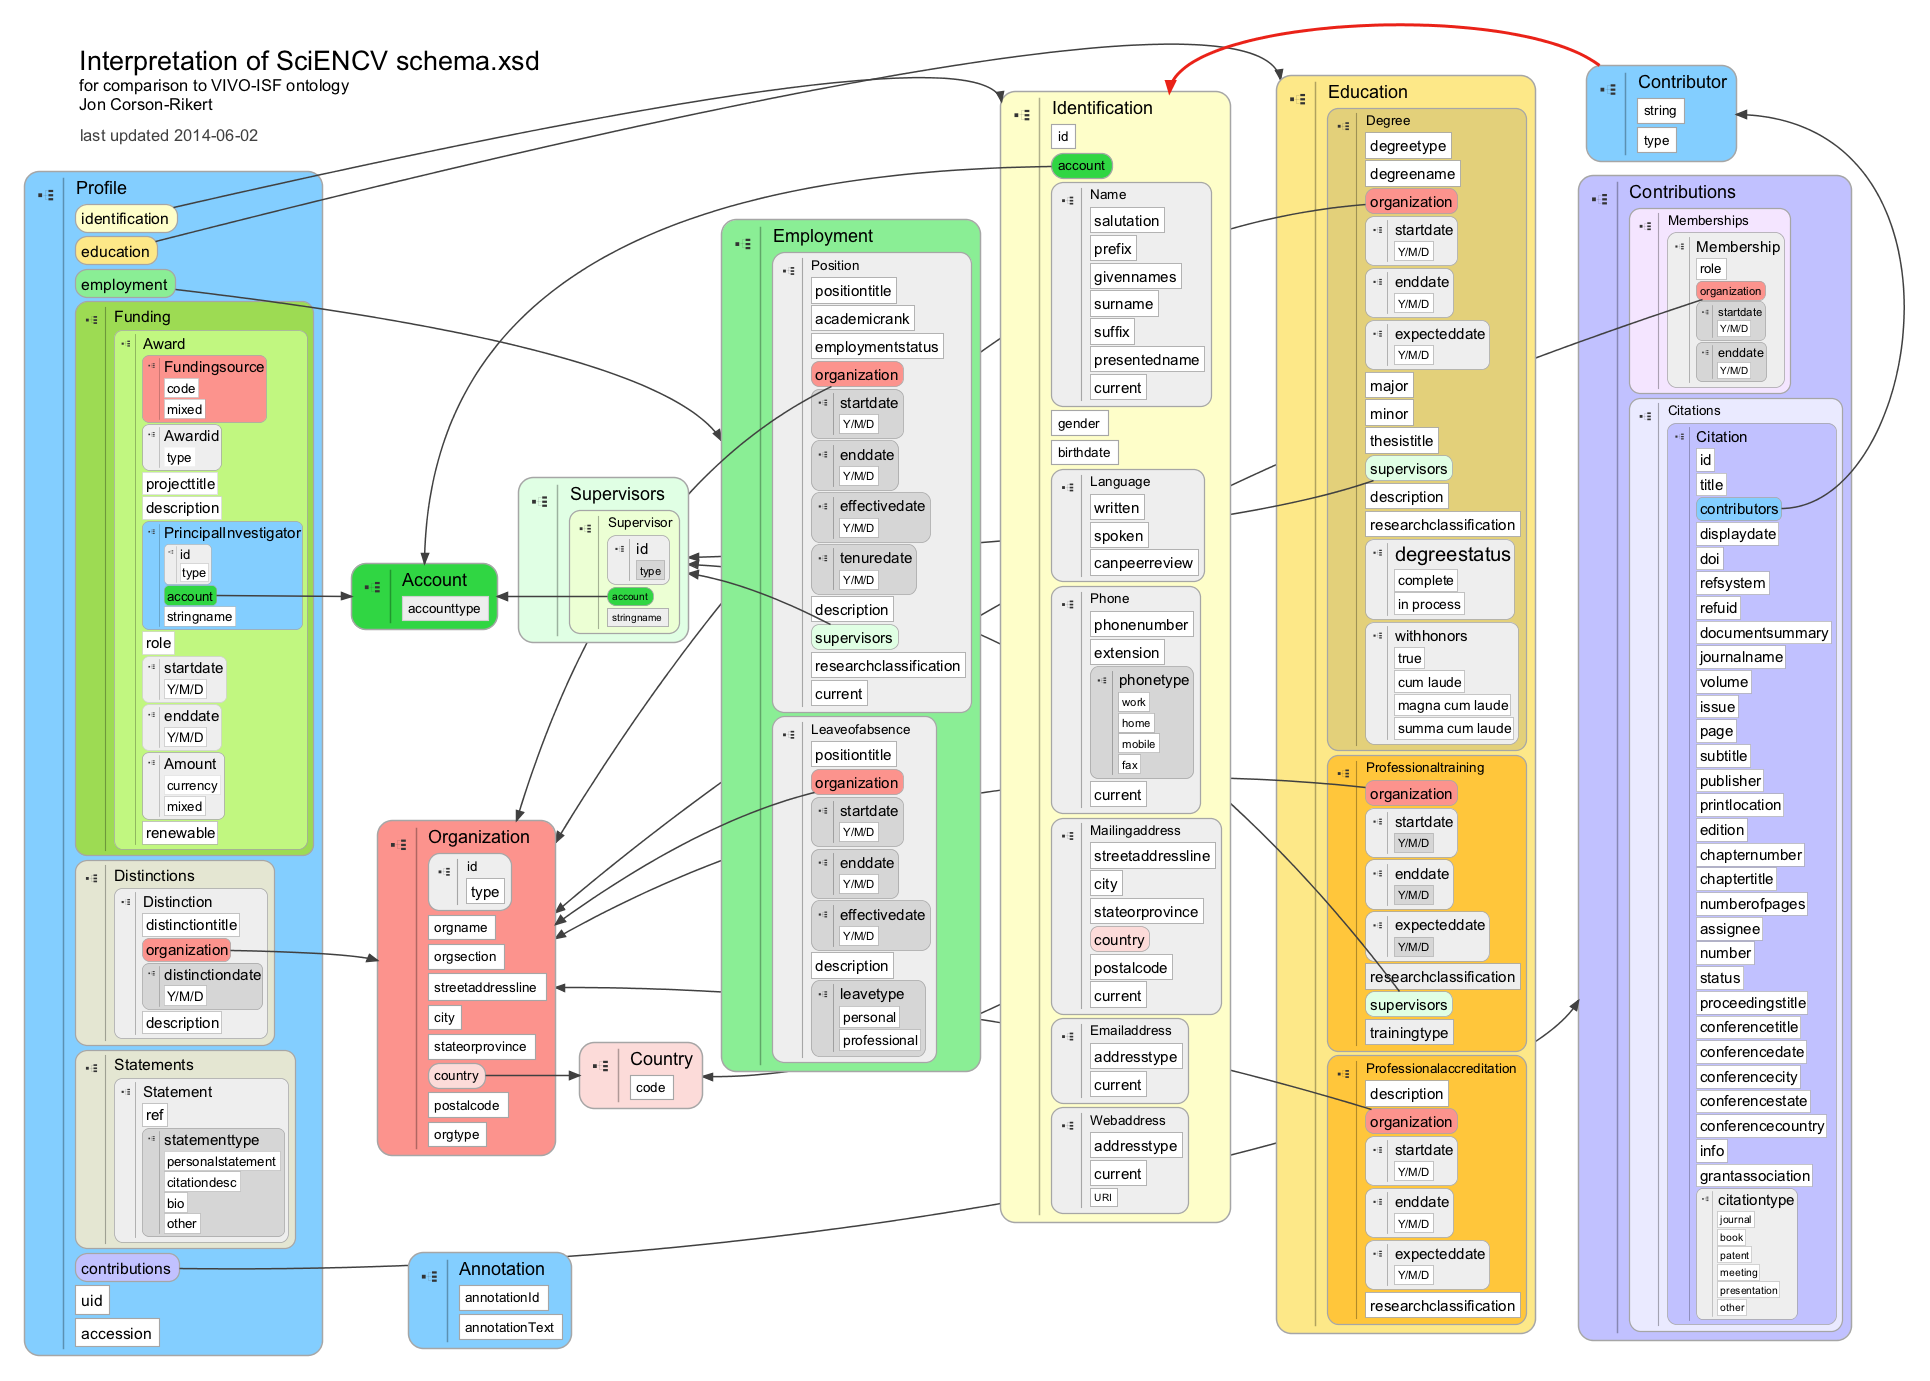 Interpretation of SciENCV schema.xsd
for comparison to VIVO-ISF ontology
Jon Corson-Rikert
last updated 2014-06-02
Profile
identification
education
employment
Funding
Award
Fundingsource
code
mixed
Awardid
type
projecttitle
description
PrincipalInvestigator
id
type
account
stringname
role
startdate
Y/M/D
enddate
Y/M/D
Amount
currency
mixed
renewable
Distinctions
Distinction
distinctiontitle
organization
distinctiondate
Y/M/D
description
Statements
Statement
ref
statementtype
personalstatement
citationdesc
bio
other
contributions
uid
accession
Account
accounttype
Supervisors
Supervisor
id
type
account
stringname
Organization
id
type
orgname
orgsection
streetaddressline
city
stateorprovince
country
postalcode
orgtype
Country
code
Annotation
annotationId
annotationText
Employment
Position
positiontitle
academicrank
employmentstatus
organization
startdate
Y/M/D
enddate
Y/M/D
effectivedate
Y/M/D
tenuredate
Y/M/D
description
supervisors
researchclassification
current
Leaveofabsence
positiontitle
organization
startdate
Y/M/D
enddate
Y/M/D
effectivedate
Y/M/D
description
leavetype
personal
professional
Identification
id
account
Name
salutation
prefix
givennames
surname
suffix
presentedname
current
gender
birthdate
Language
written
spoken
canpeerreview
Phone
phonenumber
extension
phonetype
work
home
mobile
fax
current
Mailingaddress
streetaddressline
city
stateorprovince
country
postalcode
current
Emailaddress
addresstype
current
Webaddress
addresstype
current
URI
Education
Degree
degreetype
degreename
organization
startdate
Y/M/D
enddate
Y/M/D
expecteddate
Y/M/D
major
minor
thesistitle
supervisors
description
researchclassification
degreestatus
complete
in process
withhonors
true
cum laude
magna cum laude
summa cum laude
Professionaltraining
organization
startdate
Y/M/D
enddate
Y/M/D
expecteddate
Y/M/D
researchclassification
supervisors
trainingtype
Professionalaccreditation
description
organization
startdate
Y/M/D
enddate
Y/M/D
expecteddate
Y/M/D
researchclassification
Contributor
string
type
Contributions
Memberships
Membership
role
organization
startdate
Y/M/D
enddate
Y/M/D
Citations
Citation
id
title
contributors
displaydate
doi
refsystem
refuid
documentsummary
journalname
volume
issue
page
subtitle
publisher
printlocation
edition
chapternumber
chaptertitle
numberofpages
assignee
number
status
proceedingstitle
conferencetitle
conferencedate
conferencecity
conferencestate
conferencecountry
info
grantassociation
citationtype
journal
book
patent
meeting
presentation
other